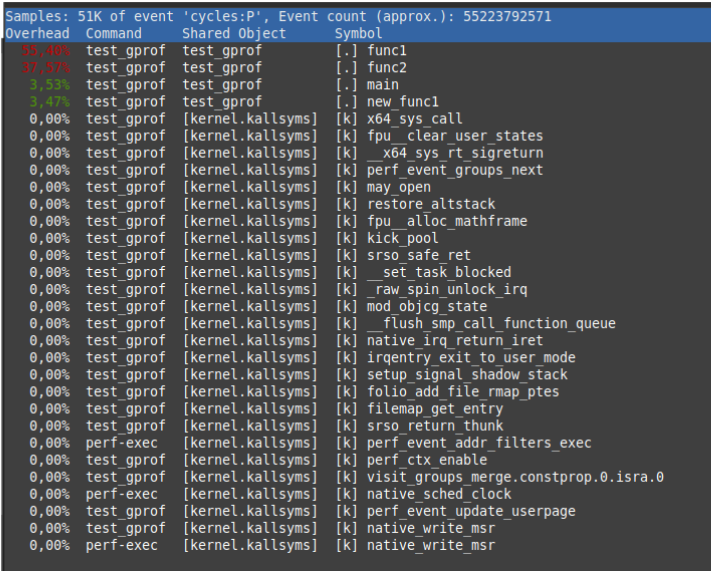 Samples: 51K of event 'cycles:P', Event count (approx.): 55223792571
Overhead  Command    Shared Object      Symbol
55,40%  test_gprof  test_gprof         [.] func1
37,57%  test_gprof  test_gprof         [.] func2
3,53%  test_gprof  test_gprof         [.] main
3,47%  test_gprof  test_gprof         [.] new_func1
0,00%  test_gprof  [kernel.kallsyms]  [k] x64_sys_call
0,00%  test_gprof  [kernel.kallsyms]  [k] fpu__clear_user_states
0,00%  test_gprof  [kernel.kallsyms]  [k] __x64_sys_rt_sigreturn
0,00%  test_gprof  [kernel.kallsyms]  [k] perf_event_groups_next
0,00%  test_gprof  [kernel.kallsyms]  [k] may_open
0,00%  test_gprof  [kernel.kallsyms]  [k] restore_altstack
0,00%  test_gprof  [kernel.kallsyms]  [k] fpu__alloc_mathframe
0,00%  test_gprof  [kernel.kallsyms]  [k] kick_pool
0,00%  test_gprof  [kernel.kallsyms]  [k] srso_safe_ret
0,00%  test_gprof  [kernel.kallsyms]  [k] __set_task_blocked
0,00%  test_gprof  [kernel.kallsyms]  [k] _raw_spin_unlock_irq
0,00%  test_gprof  [kernel.kallsyms]  [k] mod_objcg_state
0,00%  test_gprof  [kernel.kallsyms]  [k] __flush_smp_call_function_queue
0,00%  test_gprof  [kernel.kallsyms]  [k] native_irq_return_iret
0,00%  test_gprof  [kernel.kallsyms]  [k] irqentry_exit_to_user_mode
0,00%  test_gprof  [kernel.kallsyms]  [k] setup_signal_shadow_stack
0,00%  test_gprof  [kernel.kallsyms]  [k] folio_add_file_rmap_ptes
0,00%  test_gprof  [kernel.kallsyms]  [k] filemap_get_entry
0,00%  test_gprof  [kernel.kallsyms]  [k] srso_return_thunk
0,00%  perf-exec   [kernel.kallsyms]  [k] perf_event_addr_filters_exec
0,00%  test_gprof  [kernel.kallsyms]  [k] perf_ctx_enable
0,00%  test_gprof  [kernel.kallsyms]  [k] visit_groups_merge.constprop.0.isra.0
0,00%  perf-exec   [kernel.kallsyms]  [k] native_sched_clock
0,00%  test_gprof  [kernel.kallsyms]  [k] perf_event_update_userpage
0,00%  test_gprof  [kernel.kallsyms]  [k] native_write_msr
0,00%  perf-exec   [kernel.kallsyms]  [k] native_write_msr